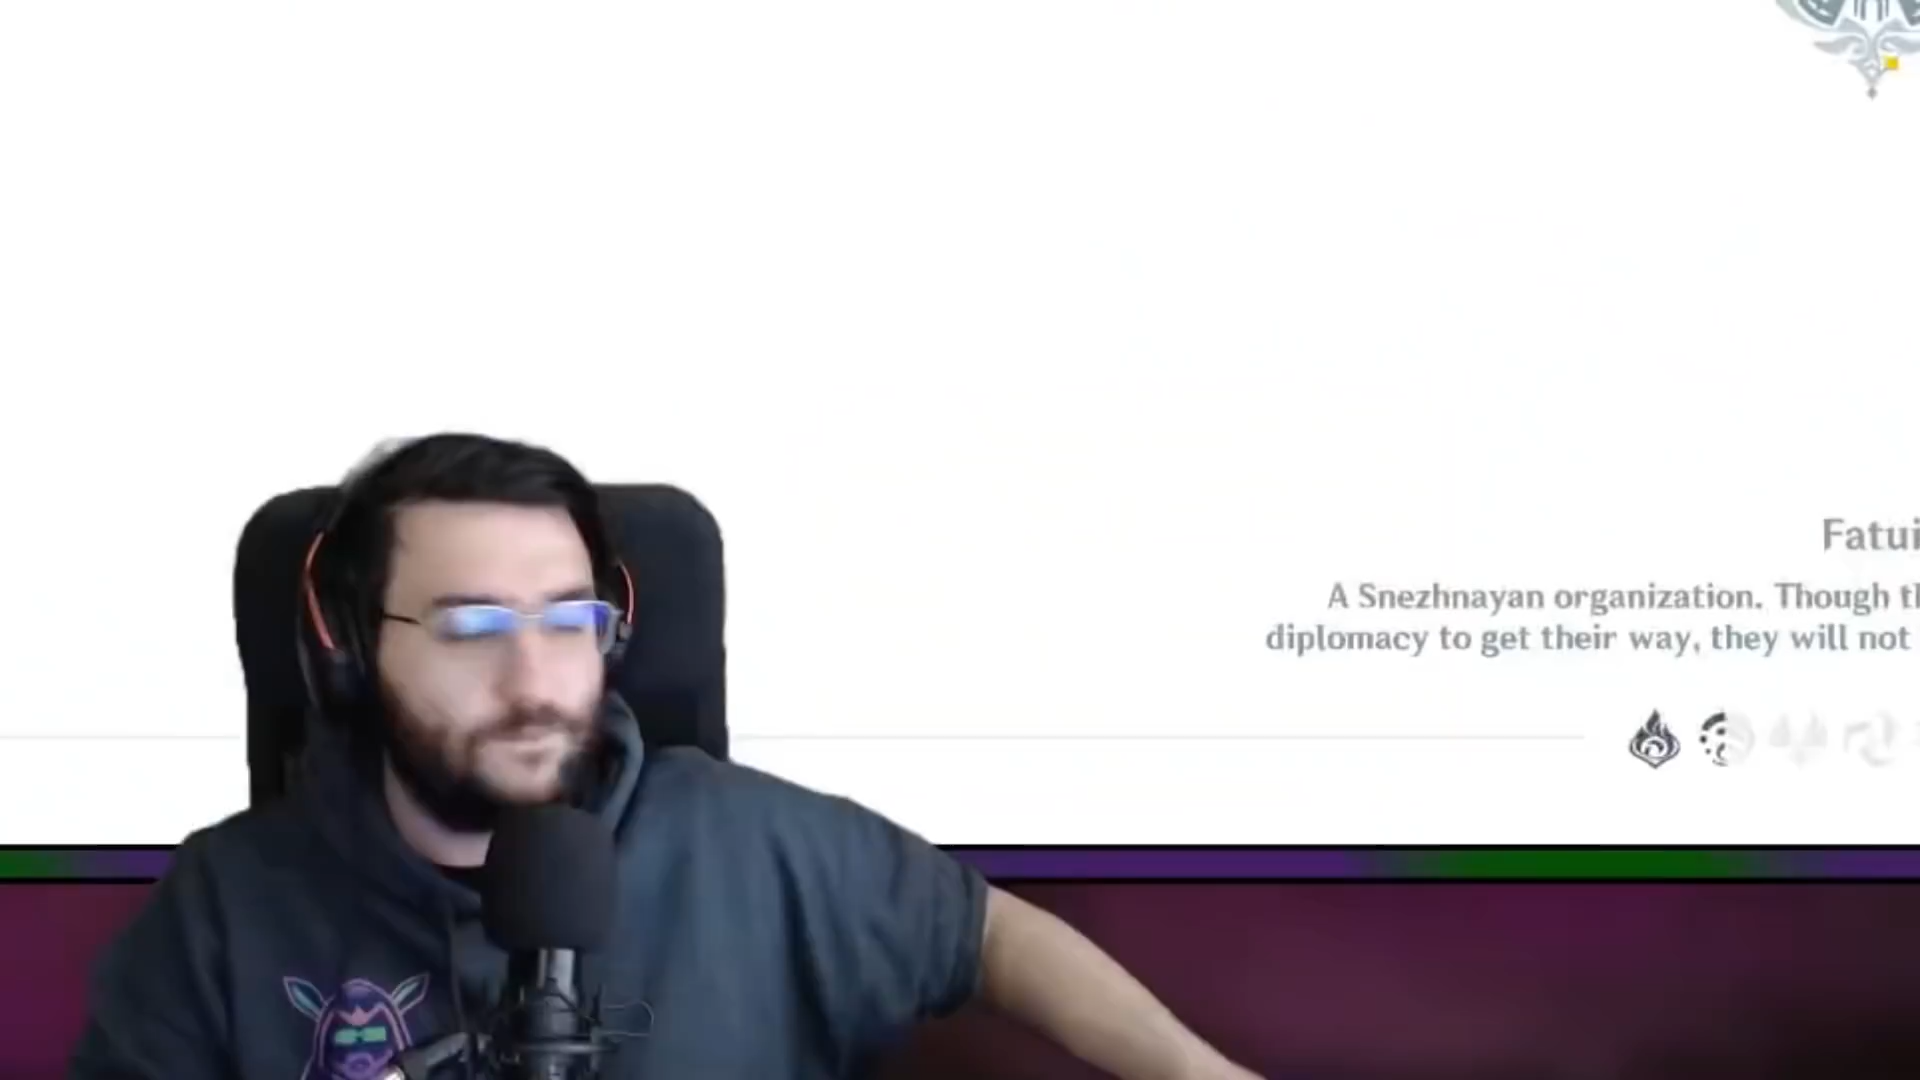 Fatui
A Snezhnayan organization. Though
diplomacy to get their way, they will not